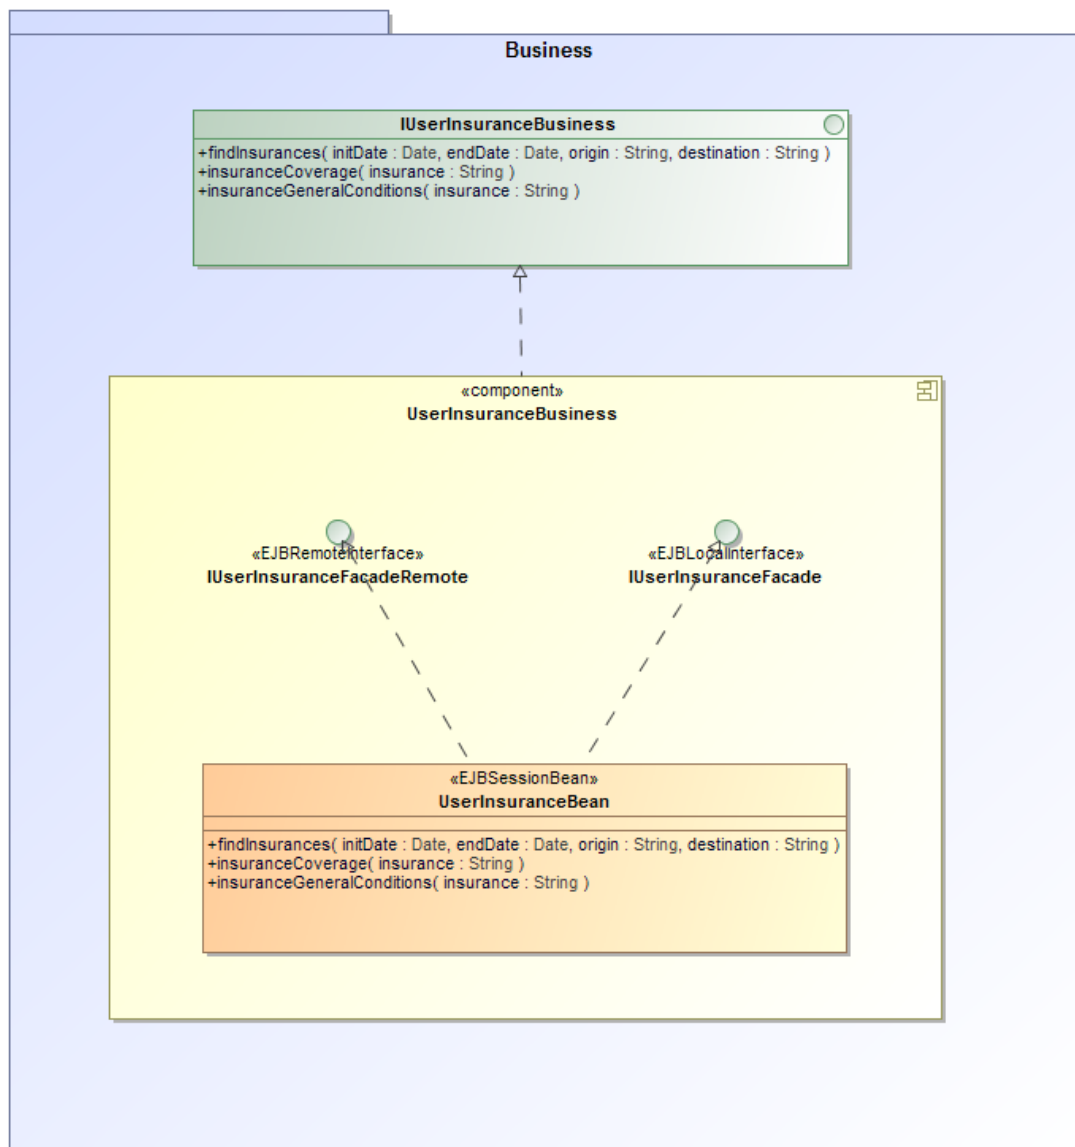 Business
IUserInsuranceBusiness
+findInsurances( initDate : Date, endDate : Date, origin : String, destination : String )
+insuranceCoverage( insurance : String )
+insuranceGeneralConditions( insurance : String )
«component»
UserInsuranceBusiness
«EJBRemoteInterface»
IUserInsuranceFacadeRemote
«EJBLocalInterface»
IUserInsuranceFacade
«EJBSessionBean»
UserInsuranceBean
+findInsurances( initDate : Date, endDate : Date, origin : String, destination : String )
+insuranceCoverage( insurance : String )
+insuranceGeneralConditions( insurance : String )